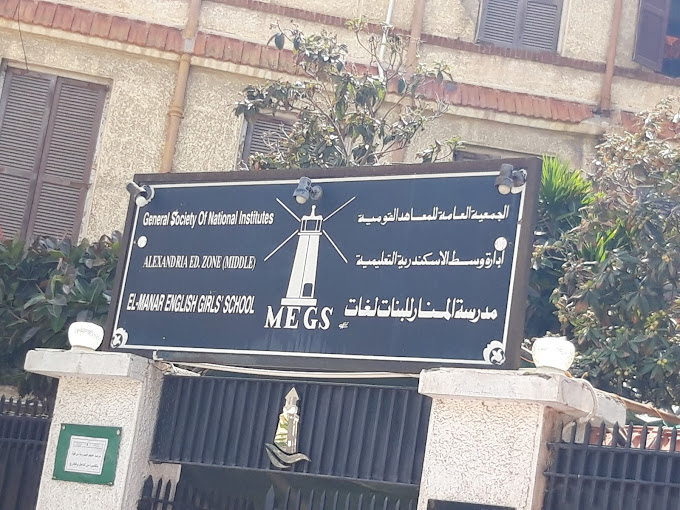 General Society Of National Institutes
ALEXANDRIA ED. ZONE (MIDDLE)
EL-MANAR ENGLISH GIRLS' SCHOOL
MEGS
الجمعية العامة للمعاهد القومية
إدارة وسط الاسكندرية التعليمية
مدرسة المنار للبنات لغات